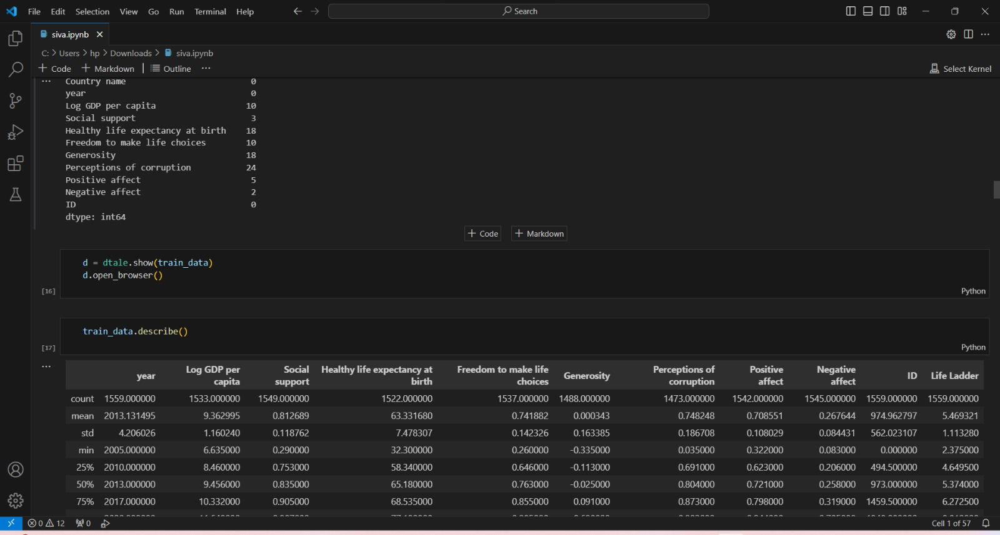 File Edit Selection View Go Run Terminal Help Search
siva.ipynb
C: > Users > hp > Downloads > siva.ipynb
+ Code + Markdown | Outline ... Select Kernel
... Country name 0
year 0
Log GDP per capita 10
Social support 3
Healthy life expectancy at birth 18
Freedom to make life choices 10
Generosity 18
Perceptions of corruption 24
Positive affect 5
Negative affect 2
ID 0
dtype: int64
+ Code + Markdown
d = dtale.show(train_data)
d.open_browser()
[16] Python
train_data.describe()
[17] Python
...
year Log GDP per capita Social support Healthy life expectancy at birth Freedom to make life choices Generosity Perceptions of corruption Positive affect Negative affect ID Life Ladder
count 1559.000000 1533.000000 1549.000000 1522.000000 1537.000000 1488.000000 1473.000000 1542.000000 1545.000000 1559.000000 1559.000000
mean 2013.131495 9.362995 0.812689 63.331680 0.741882 0.000343 0.748248 0.708551 0.267644 974.962797 5.469321
std 4.206026 1.160240 0.118762 7.478307 0.142326 0.163385 0.186708 0.108029 0.084431 562.023107 1.113280
min 2005.000000 6.635000 0.290000 32.300000 0.260000 -0.335000 0.035000 0.322000 0.083000 0.000000 2.375000
25% 2010.000000 8.460000 0.753000 58.340000 0.646000 -0.113000 0.691000 0.623000 0.206000 494.500000 4.649500
50% 2013.000000 9.456000 0.835000 65.180000 0.763000 -0.025000 0.804000 0.721000 0.258000 973.000000 5.374000
75% 2017.000000 10.332000 0.905000 68.535000 0.855000 0.091000 0.873000 0.798000 0.319000 1459.500000 6.272500
0 12 0 Cell 1 of 57